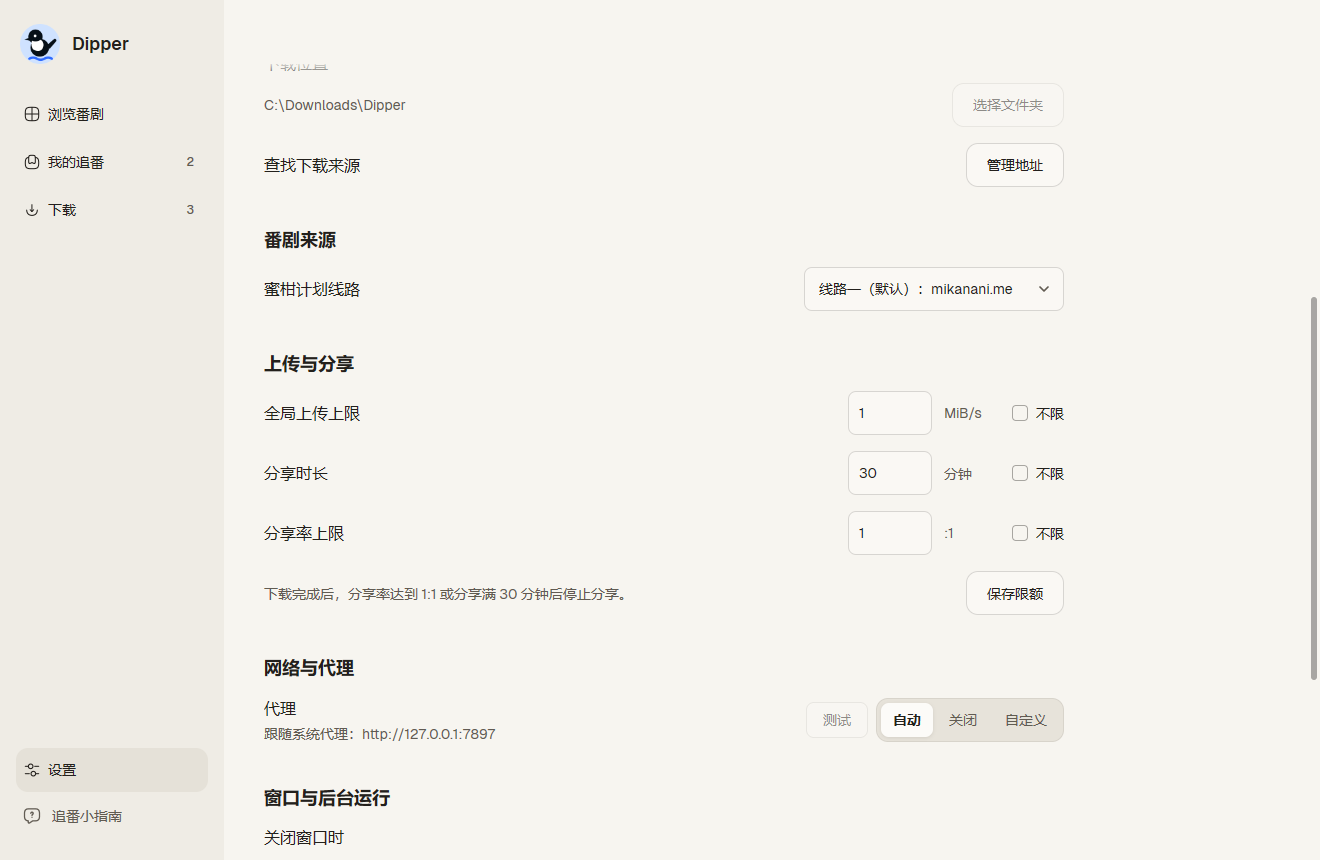 Dipper
浏览番剧
我的追番 2
下载 3
设置
追番小指南
下载位置
C:\Downloads\Dipper
选择文件夹
查找下载来源
管理地址
番剧来源
蜜柑计划线路
线路一（默认）：mikanani.me
上传与分享
全局上传上限
1 MiB/s 不限
分享时长
30 分钟 不限
分享率上限
1 :1 不限
下载完成后，分享率达到 1:1 或分享满 30 分钟后停止分享。
保存限额
网络与代理
代理
跟随系统代理：http://127.0.0.1:7897
测试 自动 关闭 自定义
窗口与后台运行
关闭窗口时